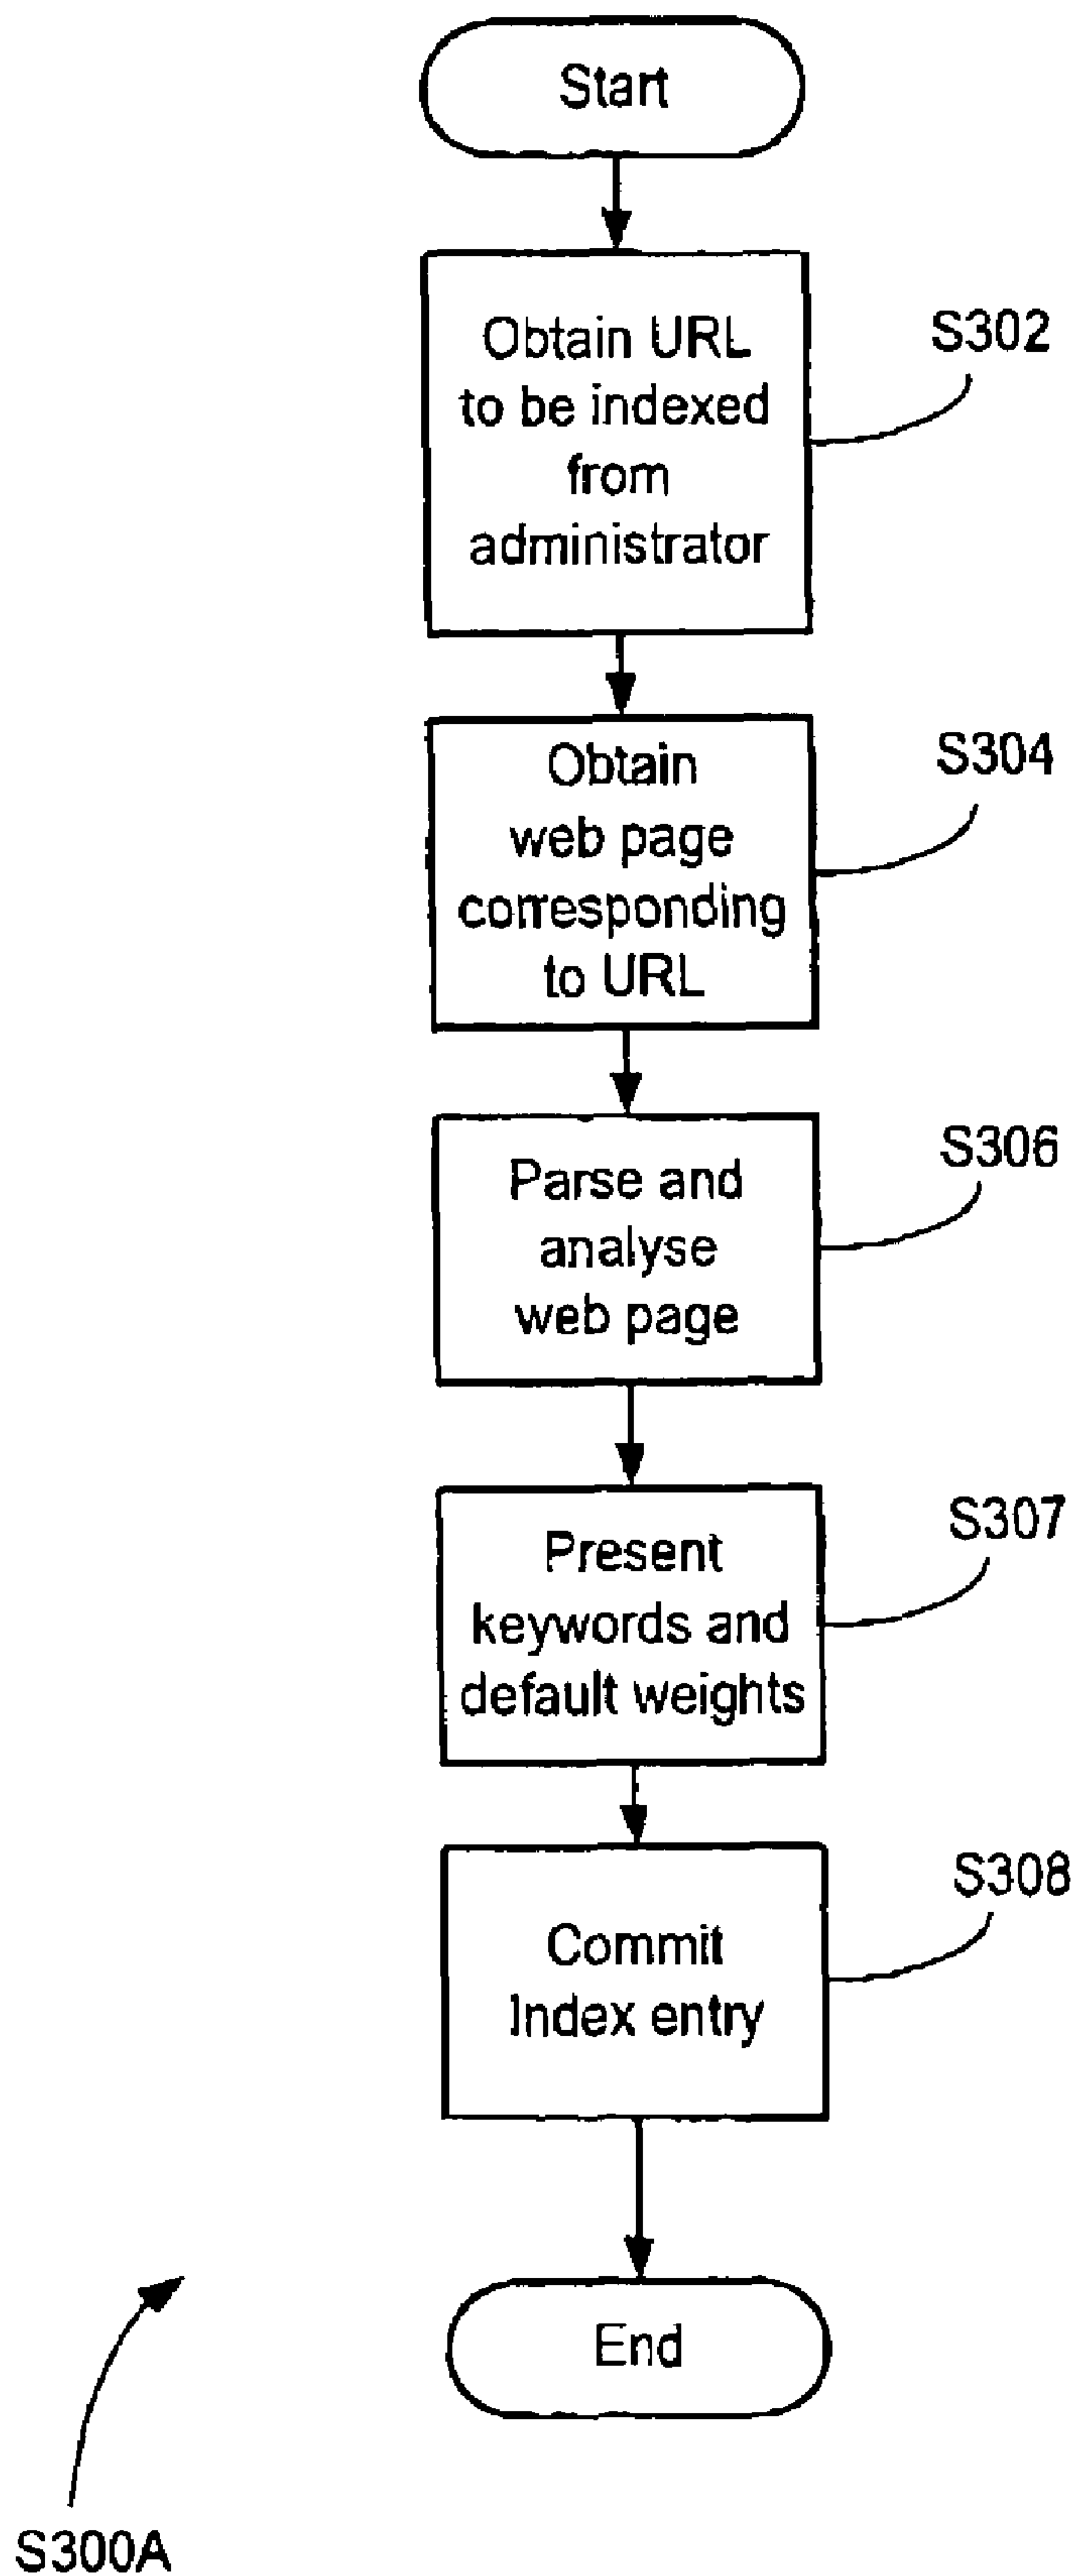 Start
Obtain URL
to be indexed
from
administrator
S302
Obtain
web page
corresponding
to URL
S304
Parse and
analyse
web page
S306
Present
keywords and
default weights
S307
Commit
Index entry
S308
End
S300A